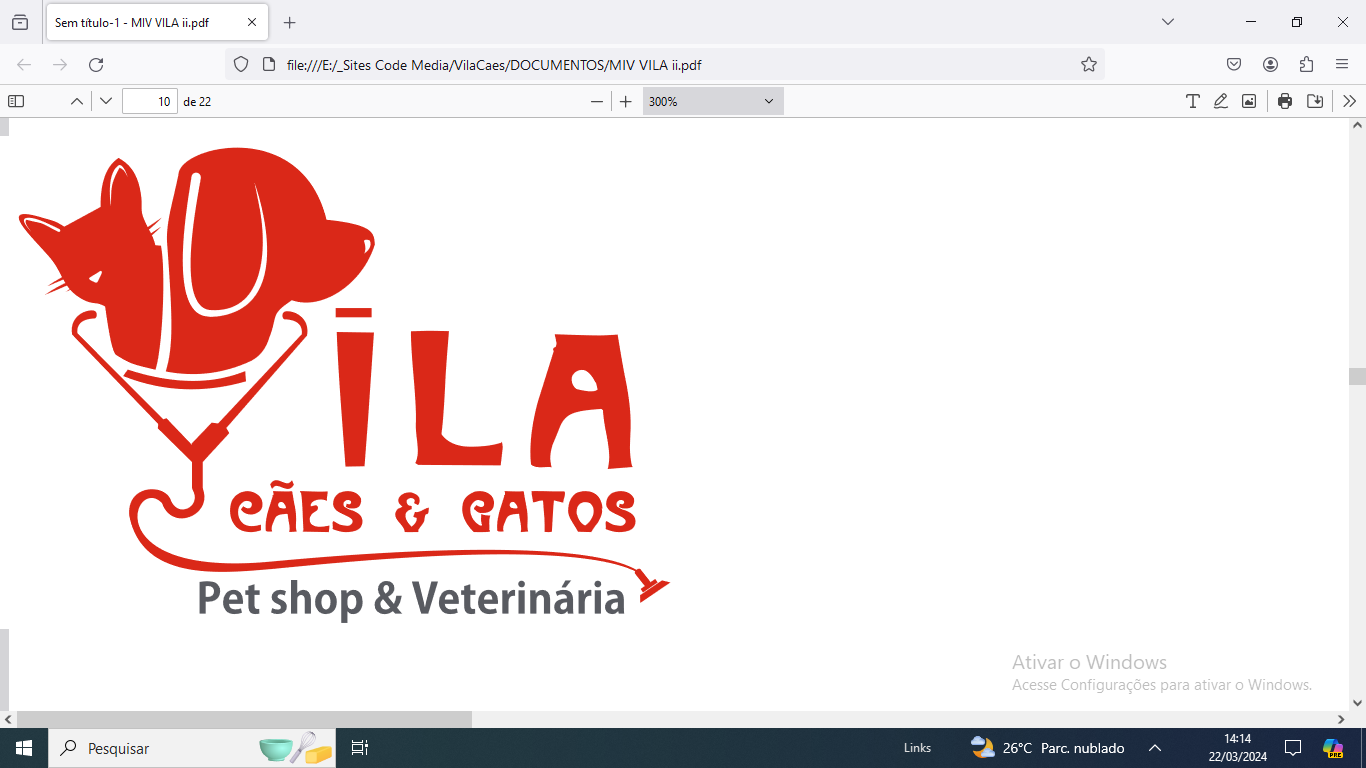 Sem título-1 - MIV VILA ii.pdf
file:///E:/_Sites Code Media/VilaCaes/DOCUMENTOS/MIV VILA ii.pdf
10 de 22
300%
VILA
CÃES & GATOS
Pet shop & Veterinária
Ativar o Windows
Acesse Configurações para ativar o Windows.
Pesquisar
Links
26°C Parc. nublado
14:14
22/03/2024
PRE